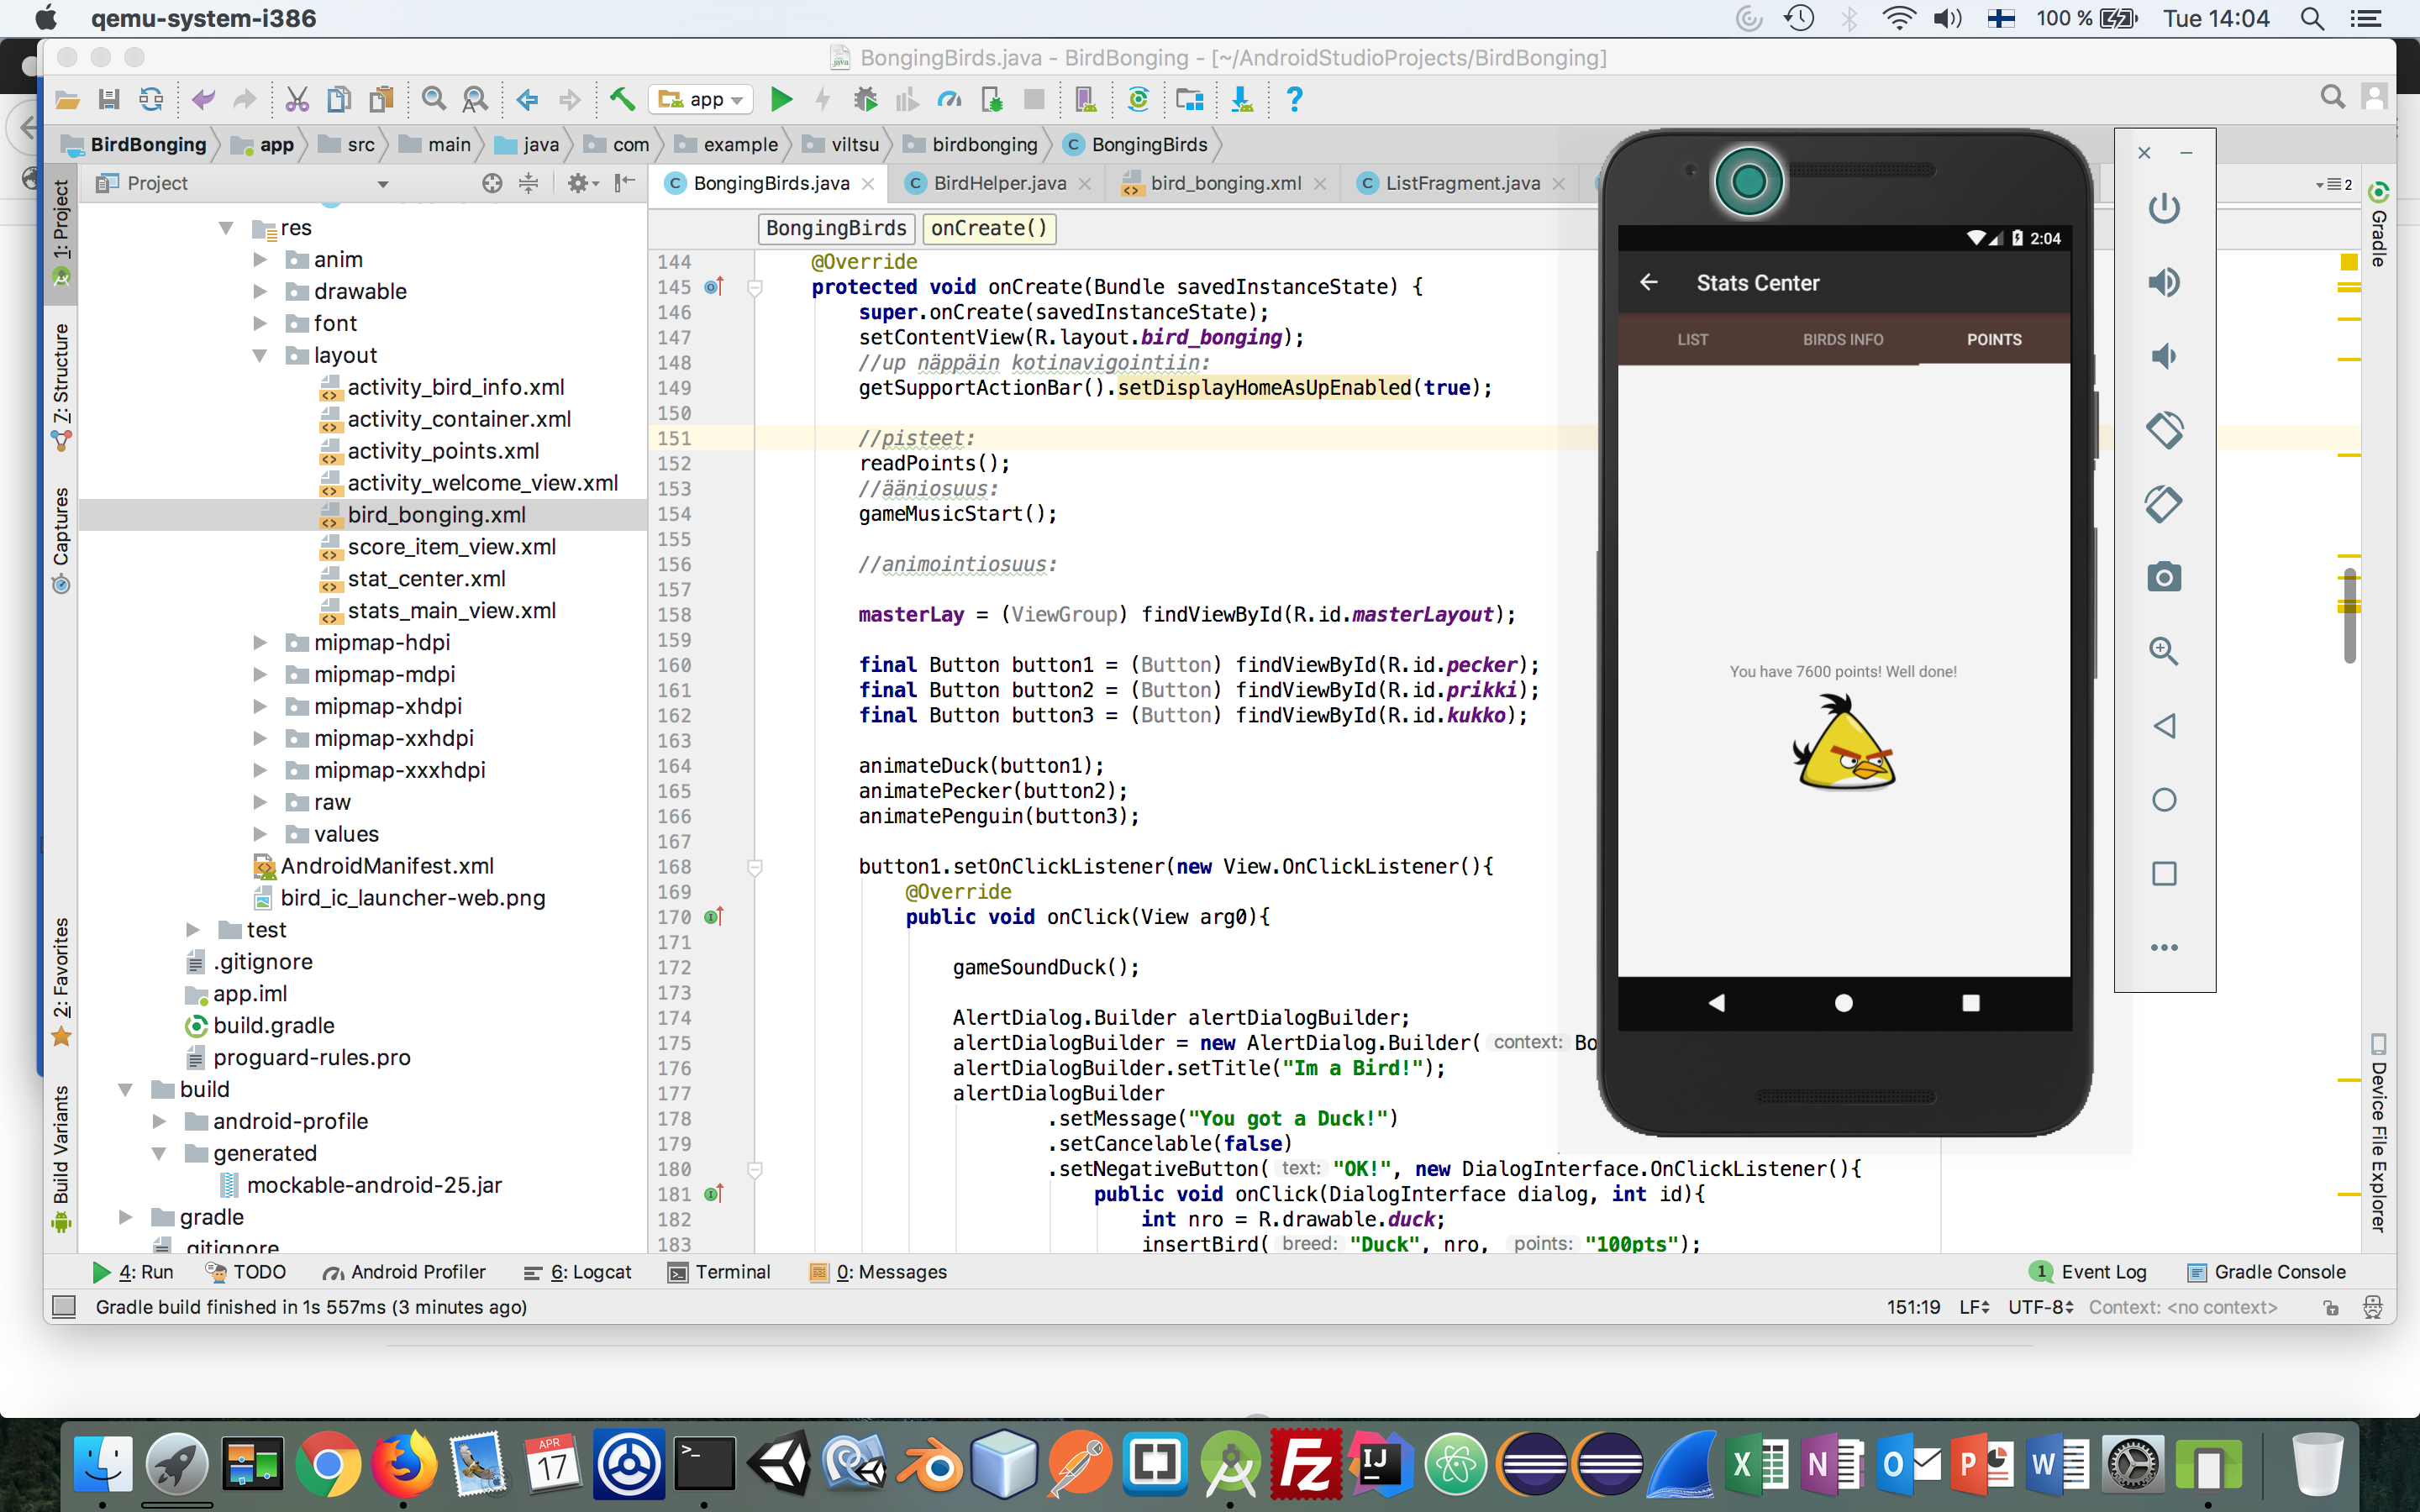 qemu-system-i386
100 %
Tue 14:04
BongingBirds.java - BirdBonging - [~/AndroidStudioProjects/BirdBonging]
app
BirdBonging
app
src
main
java
com
example
viltsu
birdbonging
BongingBirds
Project
BongingBirds.java
BirdHelper.java
bird_bonging.xml
ListFragment.java
2
1: Project
7: Structure
Captures
2: Favorites
Build Variants
res
anim
drawable
font
layout
activity_bird_info.xml
activity_container.xml
activity_points.xml
activity_welcome_view.xml
bird_bonging.xml
score_item_view.xml
stat_center.xml
stats_main_view.xml
mipmap-hdpi
mipmap-mdpi
mipmap-xhdpi
mipmap-xxhdpi
mipmap-xxxhdpi
raw
values
AndroidManifest.xml
bird_ic_launcher-web.png
test
.gitignore
app.iml
build.gradle
proguard-rules.pro
build
android-profile
generated
mockable-android-25.jar
gradle
.gitignore
BongingBirds
onCreate()
144 @Override
145 protected void onCreate(Bundle savedInstanceState) {
146 super.onCreate(savedInstanceState);
147 setContentView(R.layout.bird_bonging);
148 //up näppäin kotinavigointiin:
149 getSupportActionBar().setDisplayHomeAsUpEnabled(true);
150
151 //pisteet:
152 readPoints();
153 //ääniosuus:
154 gameMusicStart();
155
156 //animointiosuus:
157
158 masterLay = (ViewGroup) findViewById(R.id.masterLayout);
159
160 final Button button1 = (Button) findViewById(R.id.pecker);
161 final Button button2 = (Button) findViewById(R.id.prikki);
162 final Button button3 = (Button) findViewById(R.id.kukko);
163
164 animateDuck(button1);
165 animatePecker(button2);
166 animatePenguin(button3);
167
168 button1.setOnClickListener(new View.OnClickListener(){
169 @Override
170 public void onClick(View arg0){
171
172 gameSoundDuck();
173
174 AlertDialog.Builder alertDialogBuilder;
175 alertDialogBuilder = new AlertDialog.Builder( context: Bo
176 alertDialogBuilder.setTitle("Im a Bird!");
177 alertDialogBuilder
178 .setMessage("You got a Duck!")
179 .setCancelable(false)
180 .setNegativeButton( text: "OK!", new DialogInterface.OnClickListener(){
181 public void onClick(DialogInterface dialog, int id){
182 int nro = R.drawable.duck;
183 insertBird( breed: "Duck", nro, points: "100pts");
2:04
Stats Center
LIST
BIRDS INFO
POINTS
You have 7600 points! Well done!
Gradle
Device File Explorer
4: Run
TODO
Android Profiler
6: Logcat
Terminal
0: Messages
1 Event Log
Gradle Console
Gradle build finished in 1s 557ms (3 minutes ago)
151:19
LF
UTF-8
Context: <no context>
APR
17
>_
Fz
IJ
X
N
O
P
W